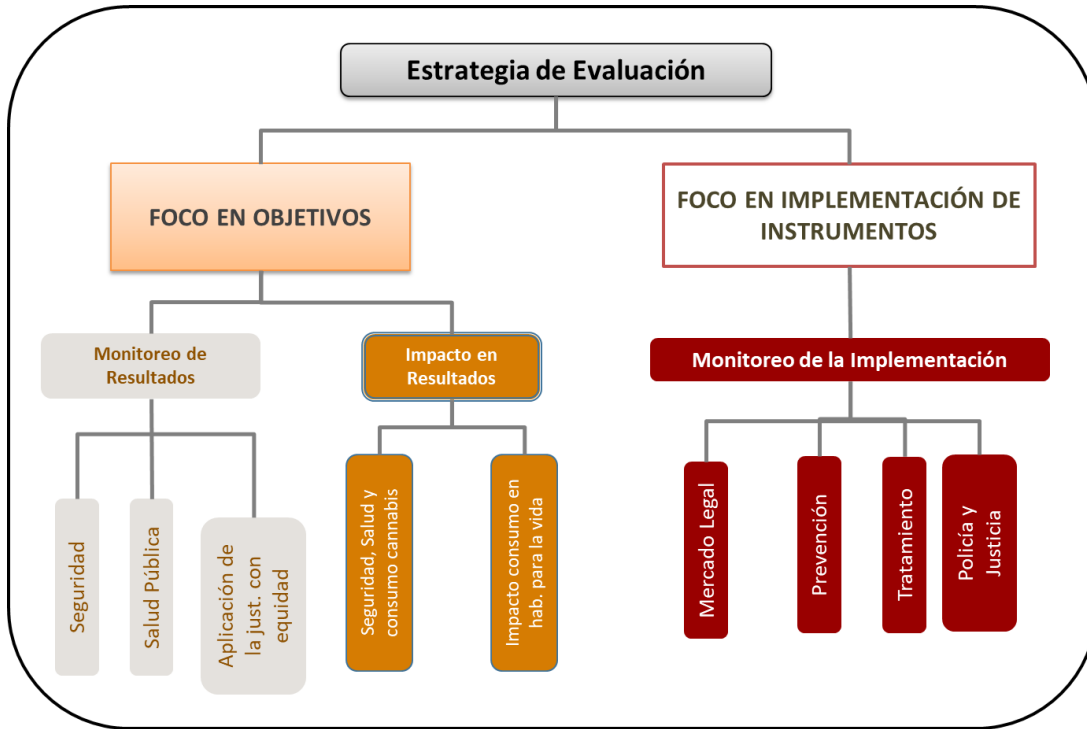 Estrategia de Evaluación
FOCO EN OBJETIVOS
FOCO EN IMPLEMENTACIÓN DE
INSTRUMENTOS
Monitoreo de
Resultados
Impacto en
Resultados
Monitoreo de la Implementación
Seguridad
Salud Pública
Aplicación de
la just. con
equidad
Seguridad, Salud y
consumo cannabis
Impacto consumo en
hab. para la vida
Mercado Legal
Prevención
Tratamiento
Policía y
Justicia